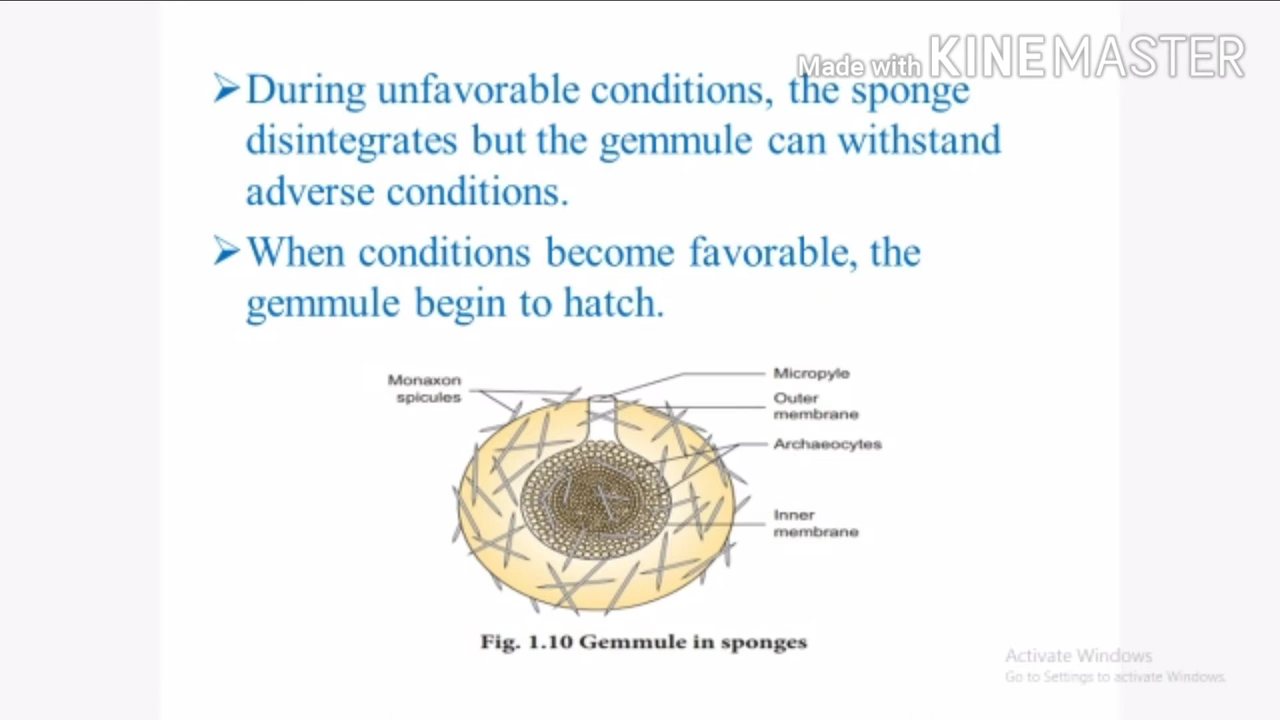 Made with KINEMASTER
➢During unfavorable conditions, the sponge
disintegrates but the gemmule can withstand
adverse conditions.
➢When conditions become favorable, the
gemmule begin to hatch.
Monaxon
spicules
Micropyle
Outer
membrane
Archaeocytes
Inner
membrane
Fig. 1.10 Gemmule in sponges
Activate Windows
Go to Settings to activate Windows.